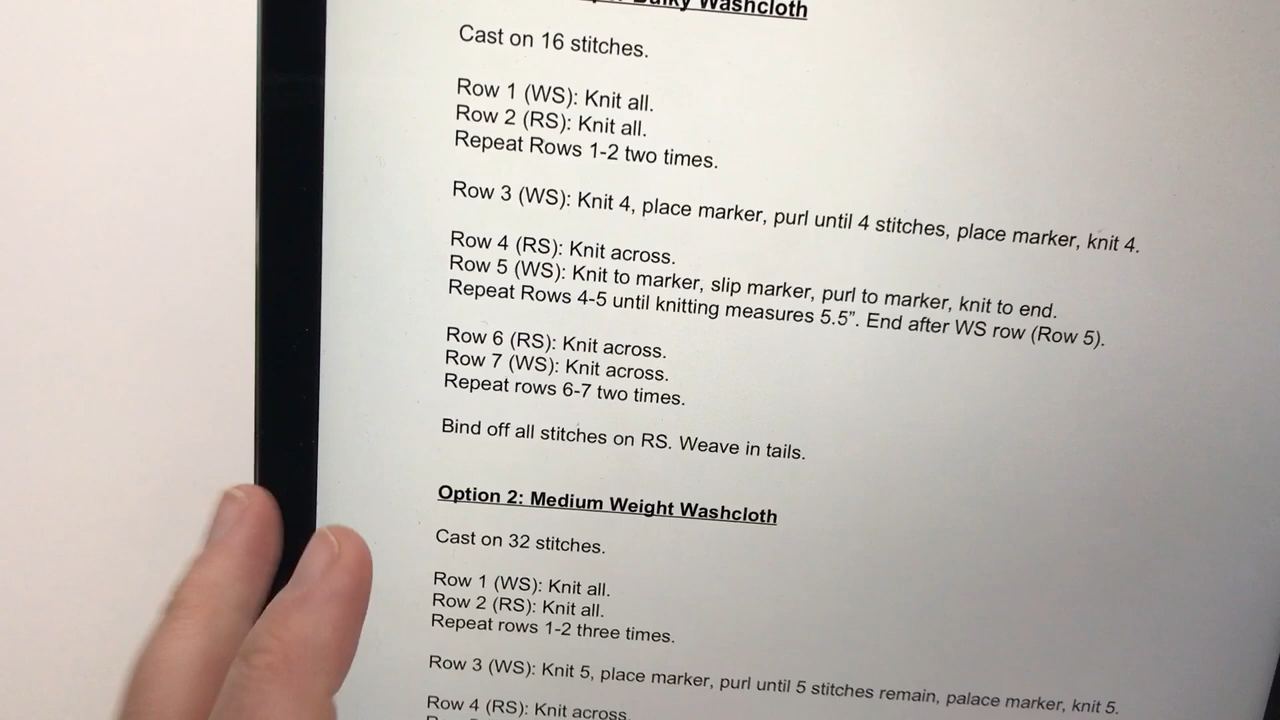 Bulky Washcloth
Cast on 16 stitches.
Row 1 (WS): Knit all.
Row 2 (RS): Knit all.
Repeat Rows 1-2 two times.
Row 3 (WS): Knit 4, place marker, purl until 4 stitches, place marker, knit 4.
Row 4 (RS): Knit across.
Row 5 (WS): Knit to marker, slip marker, purl to marker, knit to end.
Repeat Rows 4-5 until knitting measures 5.5”. End after WS row (Row 5).
Row 6 (RS): Knit across.
Row 7 (WS): Knit across.
Repeat rows 6-7 two times.
Bind off all stitches on RS. Weave in tails.
Option 2: Medium Weight Washcloth
Cast on 32 stitches.
Row 1 (WS): Knit all.
Row 2 (RS): Knit all.
Repeat rows 1-2 three times.
Row 3 (WS): Knit 5, place marker, purl until 5 stitches remain, palace marker, knit 5.
Row 4 (RS): Knit across.